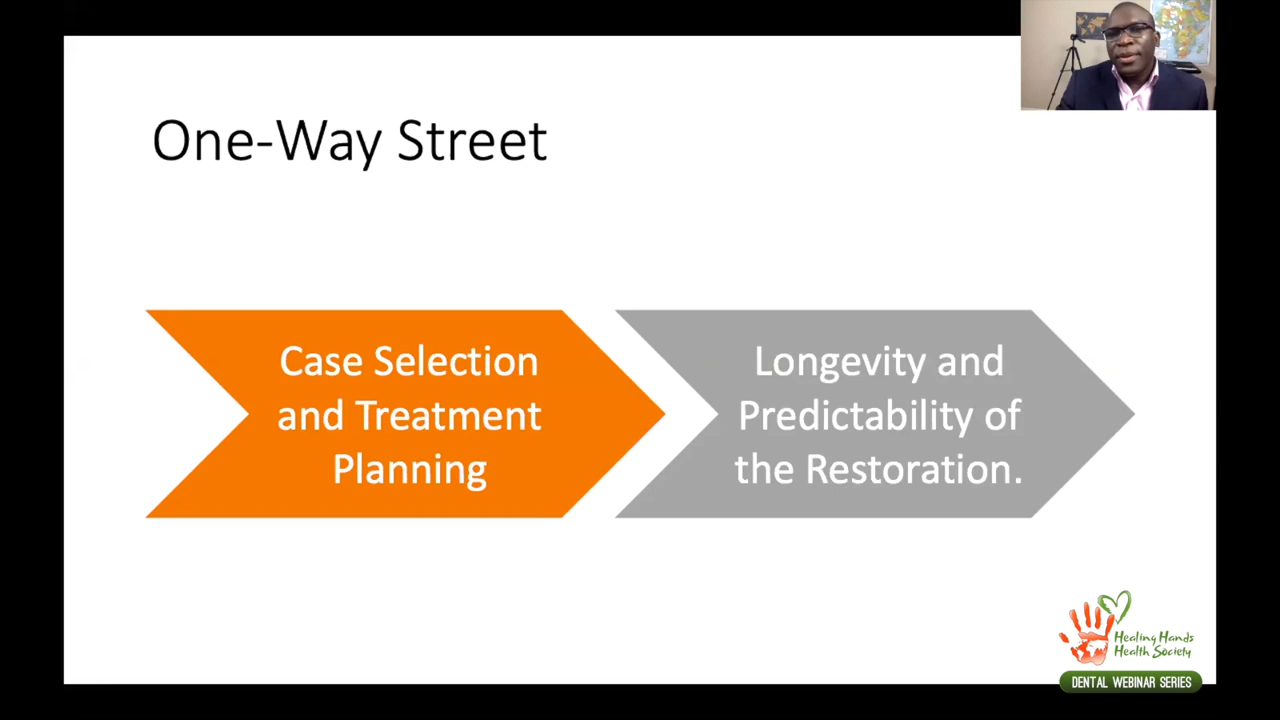 One-Way Street
Case Selection
and Treatment
Planning
Longevity and
Predictability of
the Restoration.
Healing Hands
Health Society
DENTAL WEBINAR SERIES